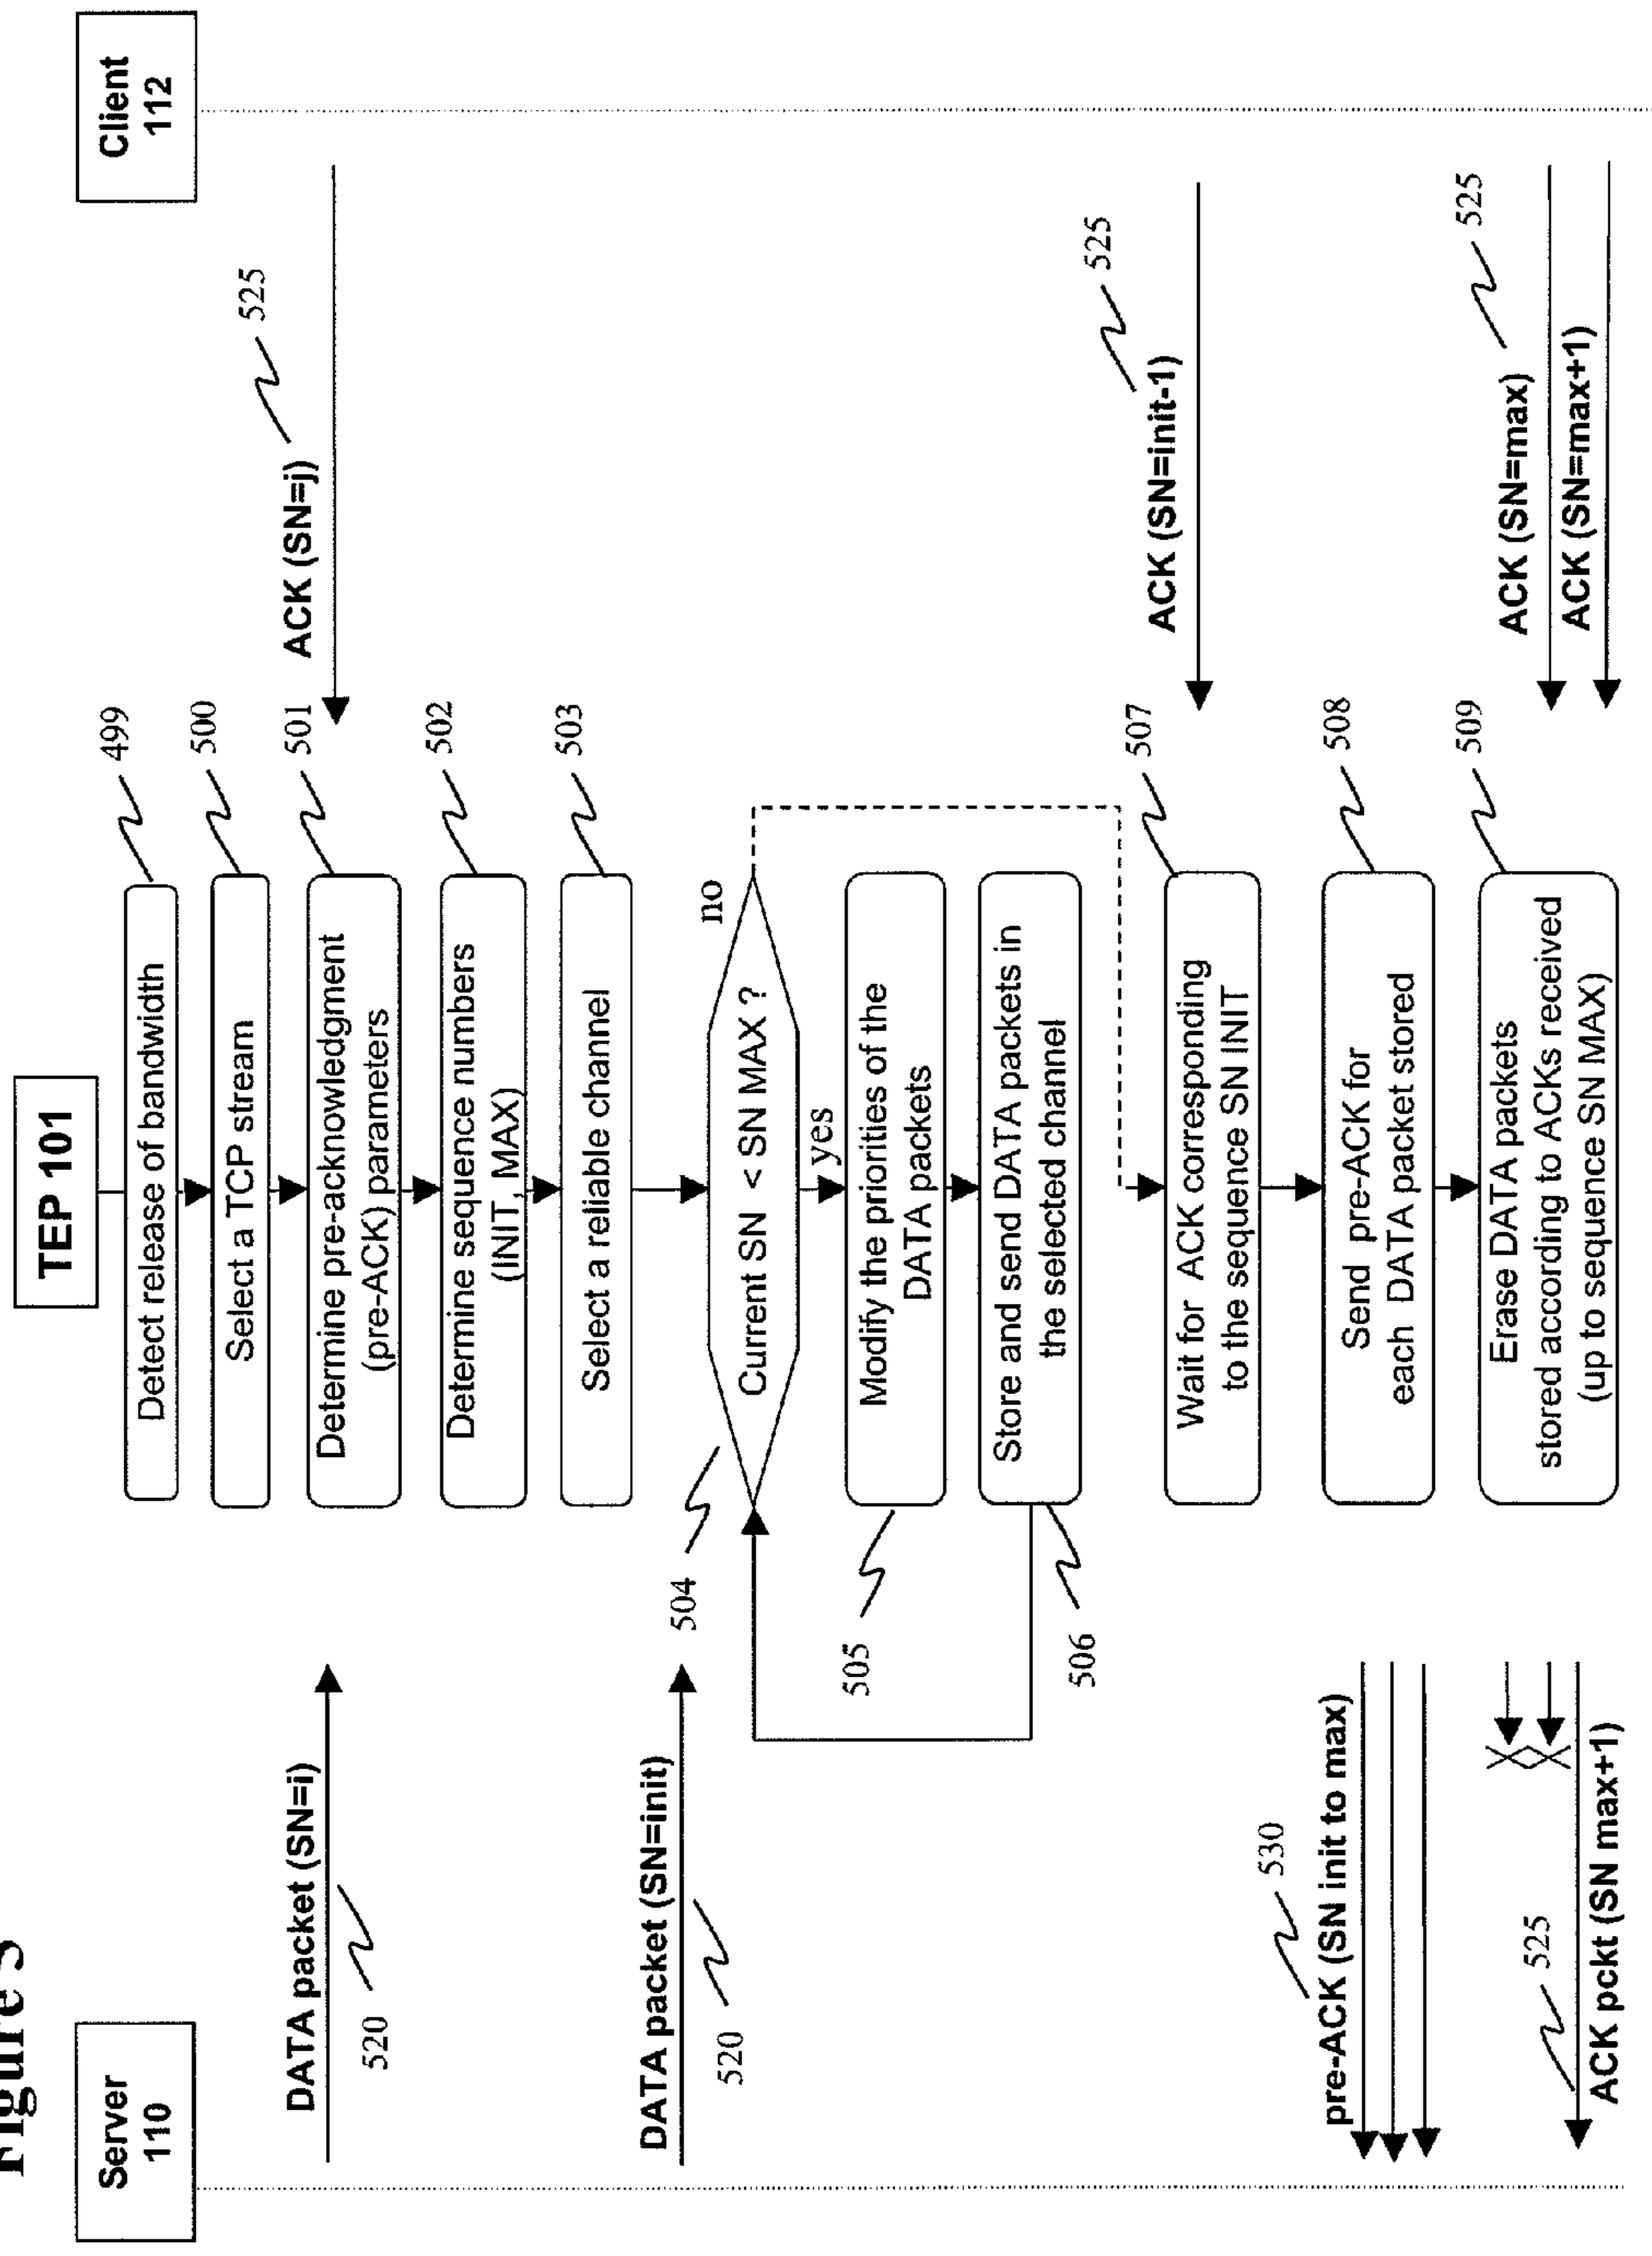 Figure
Server
110
TEP 101
Client
112
Detect release of bandwidth
499
Select a TCP stream
500
DATA packet (SN=i)
520
Determine pre-acknowledgment
(pre-ACK) parameters
501
ACK (SN=j)
525
Determine sequence numbers
(INIT, MAX)
502
Select a reliable channel
503
DATA packet (SN=init)
520
504
Current SN < SN MAX ?
no
yes
Modify the priorities of the
DATA packets
505
Store and send DATA packets in
the selected channel
506
Wait for ACK corresponding
to the sequence SN INIT
507
ACK (SN=init-1)
525
530
pre-ACK (SN init to max)
Send pre-ACK for
each DATA packet stored
508
Erase DATA packets
stored according to ACKs received
(up to sequence SN MAX)
509
ACK (SN=max)
525
ACK (SN=max+1)
525
ACK pckt (SN max+1)